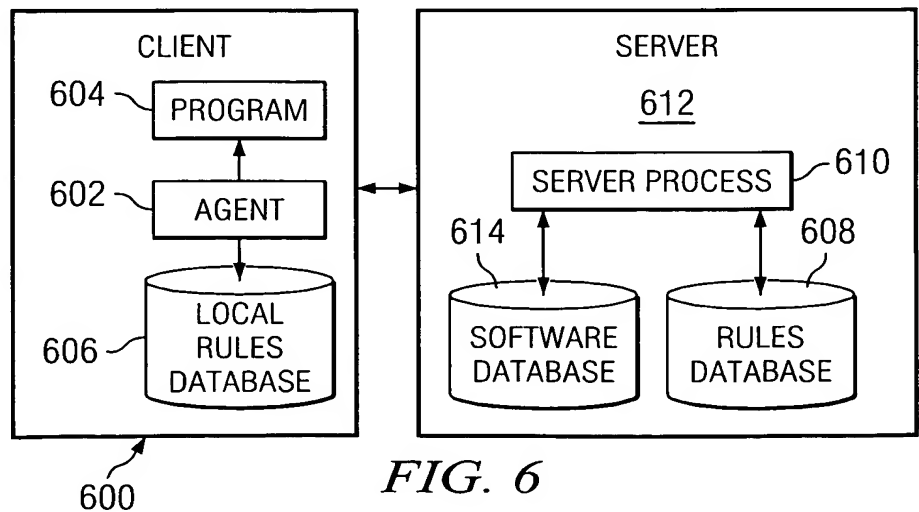 CLIENT
604
PROGRAM
602
AGENT
606
LOCAL
RULES
DATABASE
600
SERVER
612
610
SERVER PROCESS
614
608
SOFTWARE
DATABASE
RULES
DATABASE
FIG. 6